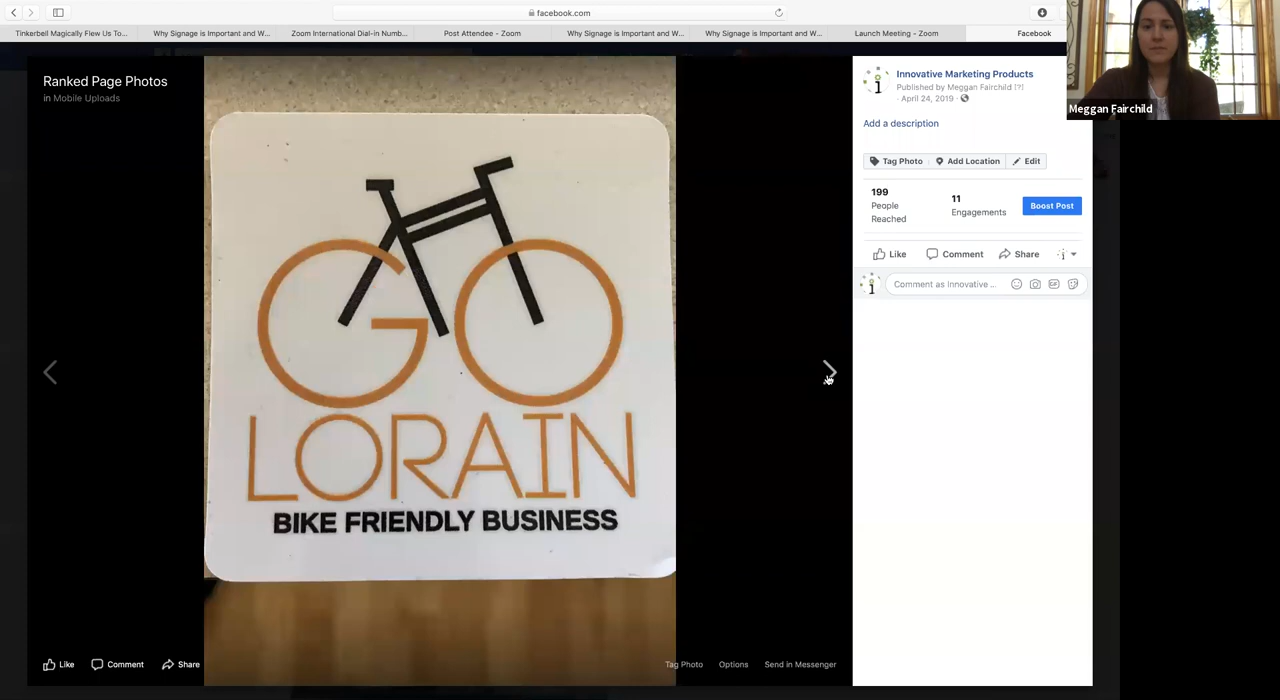 facebook.com
Tinkerbell Magically Flew Us To...
Why Signage is Important and W...
Zoom International Dial-in Numb...
Post Attendee - Zoom
Why Signage is Important and W...
Why Signage is Important and W...
Launch Meeting - Zoom
Facebook
Meggan Fairchild
Ranked Page Photos
in Mobile Uploads
GO
LORAIN
BIKE FRIENDLY BUSINESS
Like
Comment
Share
Tag Photo
Options
Send in Messenger
Innovative Marketing Products
Published by Meggan Fairchild [?]
· April 24, 2019 ·
Add a description
Tag Photo
Add Location
Edit
199
People
Reached
11
Engagements
Boost Post
Like
Comment
Share
Comment as Innovative ...
GIF